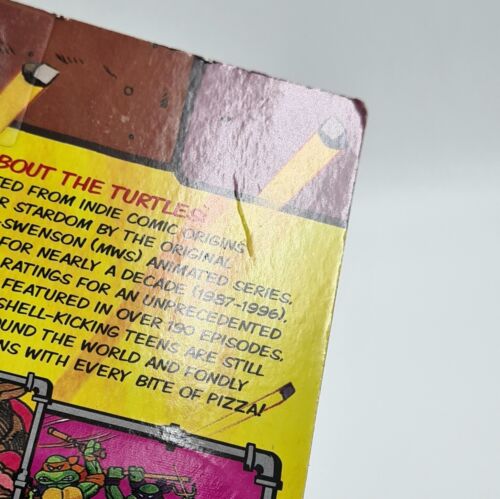 BOUT THE TURTLES
TED FROM INDIE COMIC ORIGINS
R STARDOM BY THE ORIGINAL
-SWENSON (MWS) ANIMATED SERIES.
FOR NEARLY A DECADE (1987-1996),
RATINGS FOR AN UNPRECEDENTED
FEATURED IN OVER 190 EPISODES.
SHELL-KICKING TEENS ARE STILL
OUND THE WORLD AND FONDLY
NS WITH EVERY BITE OF PIZZA!